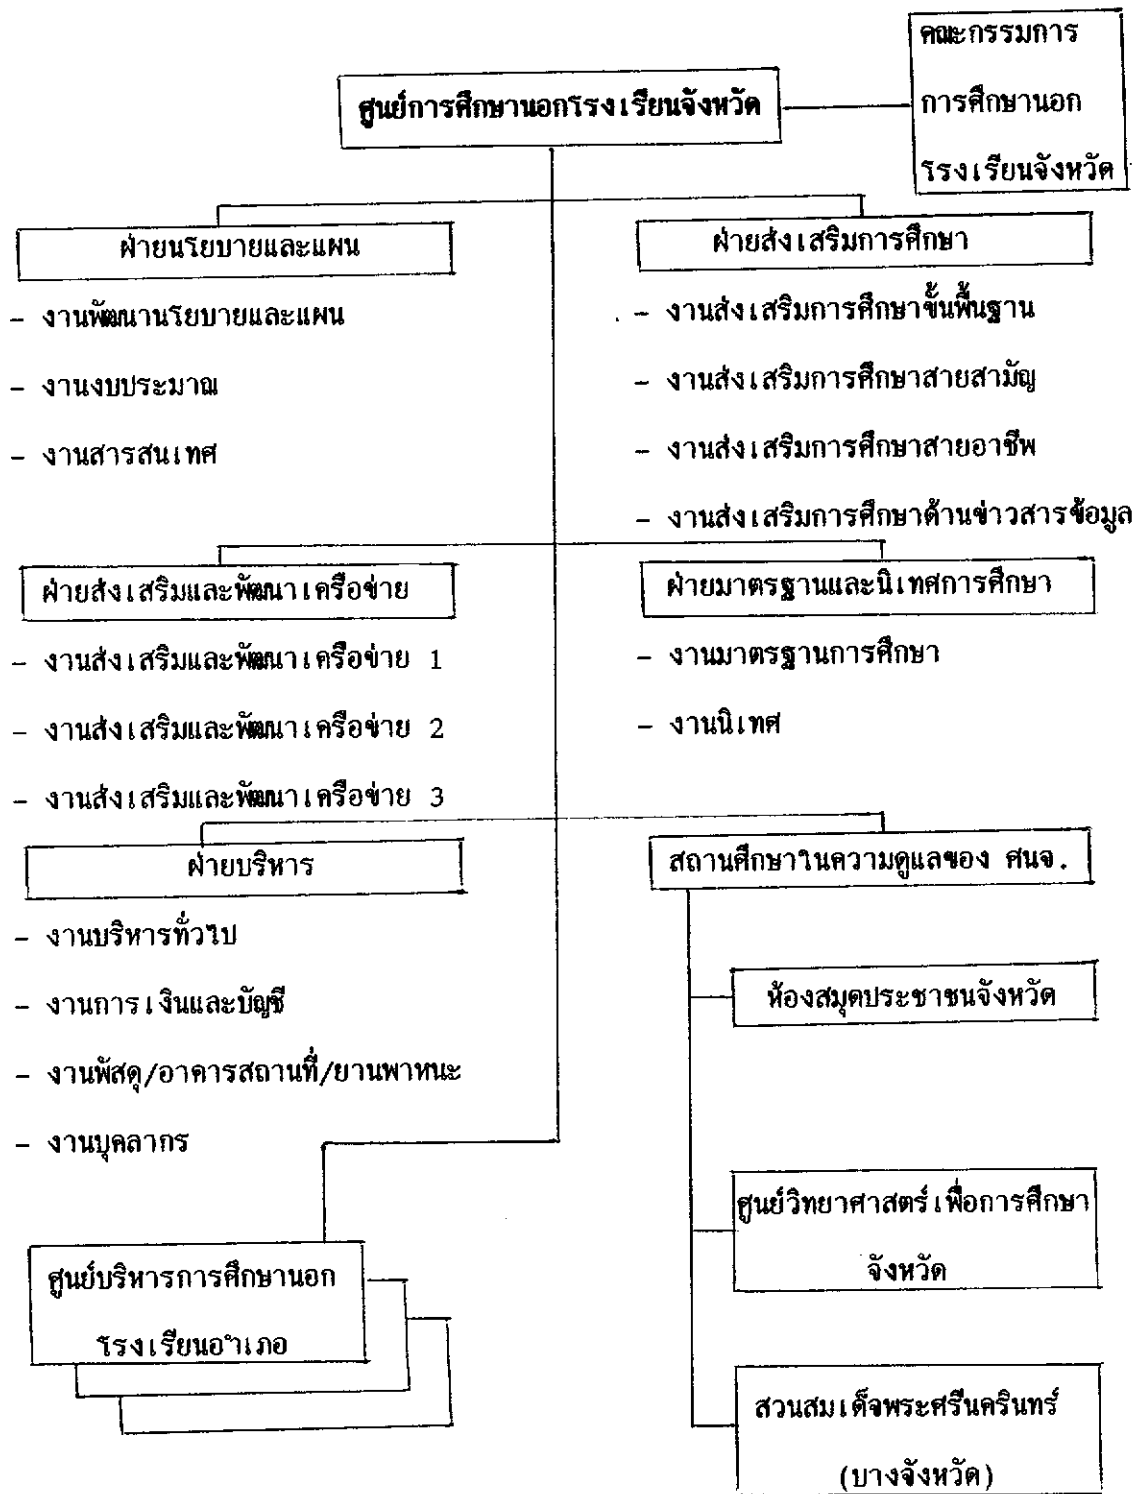 คณะกรรมการ
ศูนย์การศึกษานอกโรงเรียนจังหวัด
การศึกษานอก
โรงเรียนจังหวัด
ฝ่ายนโยบายและแผน
- งานพัฒนานโยบายและแผน
- งานงบประมาณ
- งานสารสนเทศ
ฝ่ายส่งเสริมการศึกษา
- งานส่งเสริมการศึกษาขั้นพื้นฐาน
- งานส่งเสริมการศึกษาสายสามัญ
- งานส่งเสริมการศึกษาสายอาชีพ
- งานส่งเสริมการศึกษาด้านข่าวสารข้อมูล
ฝ่ายส่งเสริมและพัฒนาเครือข่าย
- งานส่งเสริมและพัฒนาเครือข่าย 1
- งานส่งเสริมและพัฒนาเครือข่าย 2
- งานส่งเสริมและพัฒนาเครือข่าย 3
ฝ่ายมาตรฐานและนิเทศการศึกษา
- งานมาตรฐานการศึกษา
- งานนิเทศ
ฝ่ายบริหาร
- งานบริหารทั่วไป
- งานการเงินและบัญชี
- งานพัสดุ/อาคารสถานที่/ยานพาหนะ
- งานบุคลากร
สถานศึกษาในความดูแลของ ศนจ.
ห้องสมุดประชาชนจังหวัด
ศูนย์วิทยาศาสตร์เพื่อการศึกษา
จังหวัด
สวนสมเด็จพระศรีนครินทร์
(บางจังหวัด)
ศูนย์บริหารการศึกษานอก
โรงเรียนอำเภอ